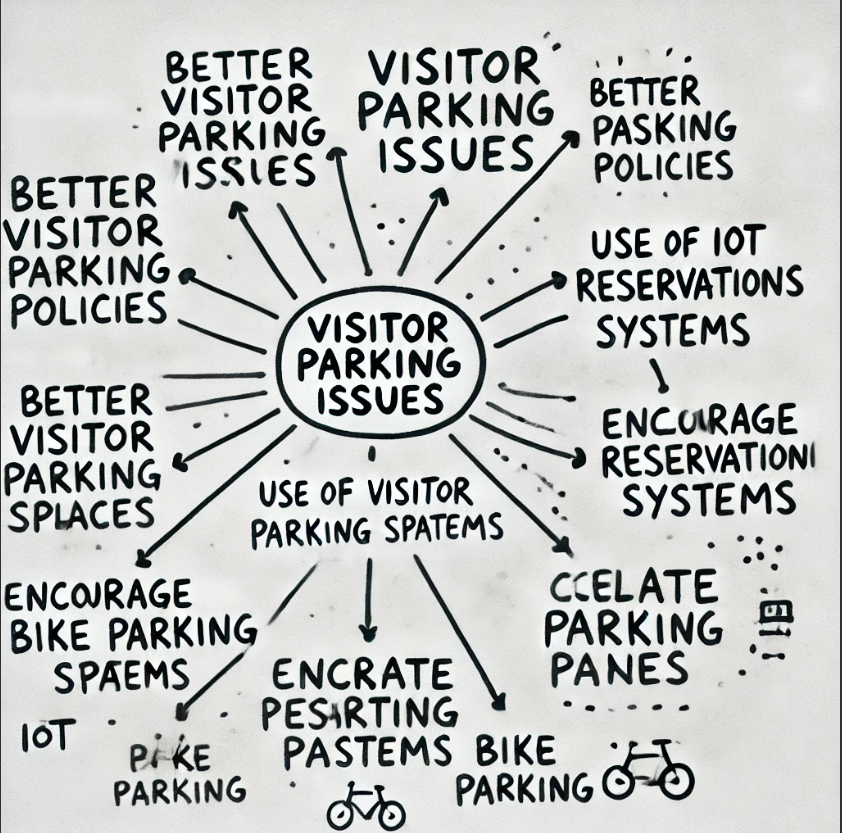 BETTER
VISITOR
PARKING
ISSLES
VISITOR
PARKING
ISSUES
BETTER
PASKING
POLICIES
BETTER
VISITOR
PARKING
POLICIES
USE OF IOT
RESERVATIONS
SYSTEMS
VISITOR
PARKING
ISSUES
BETTER
VISITOR
PARKING
SPLACES
ENCOURAGE
RESERVATIONI
SYSTEMS
USE OF VISITOR
PARKING SPATEMS
ENCOURAGE
BIKE PARKING
SPAEMS
CCELATE
PARKING
PANES
ENCRATE
PESARTING
PASTEMS
IOT
PARKING
BIKE
PARKING